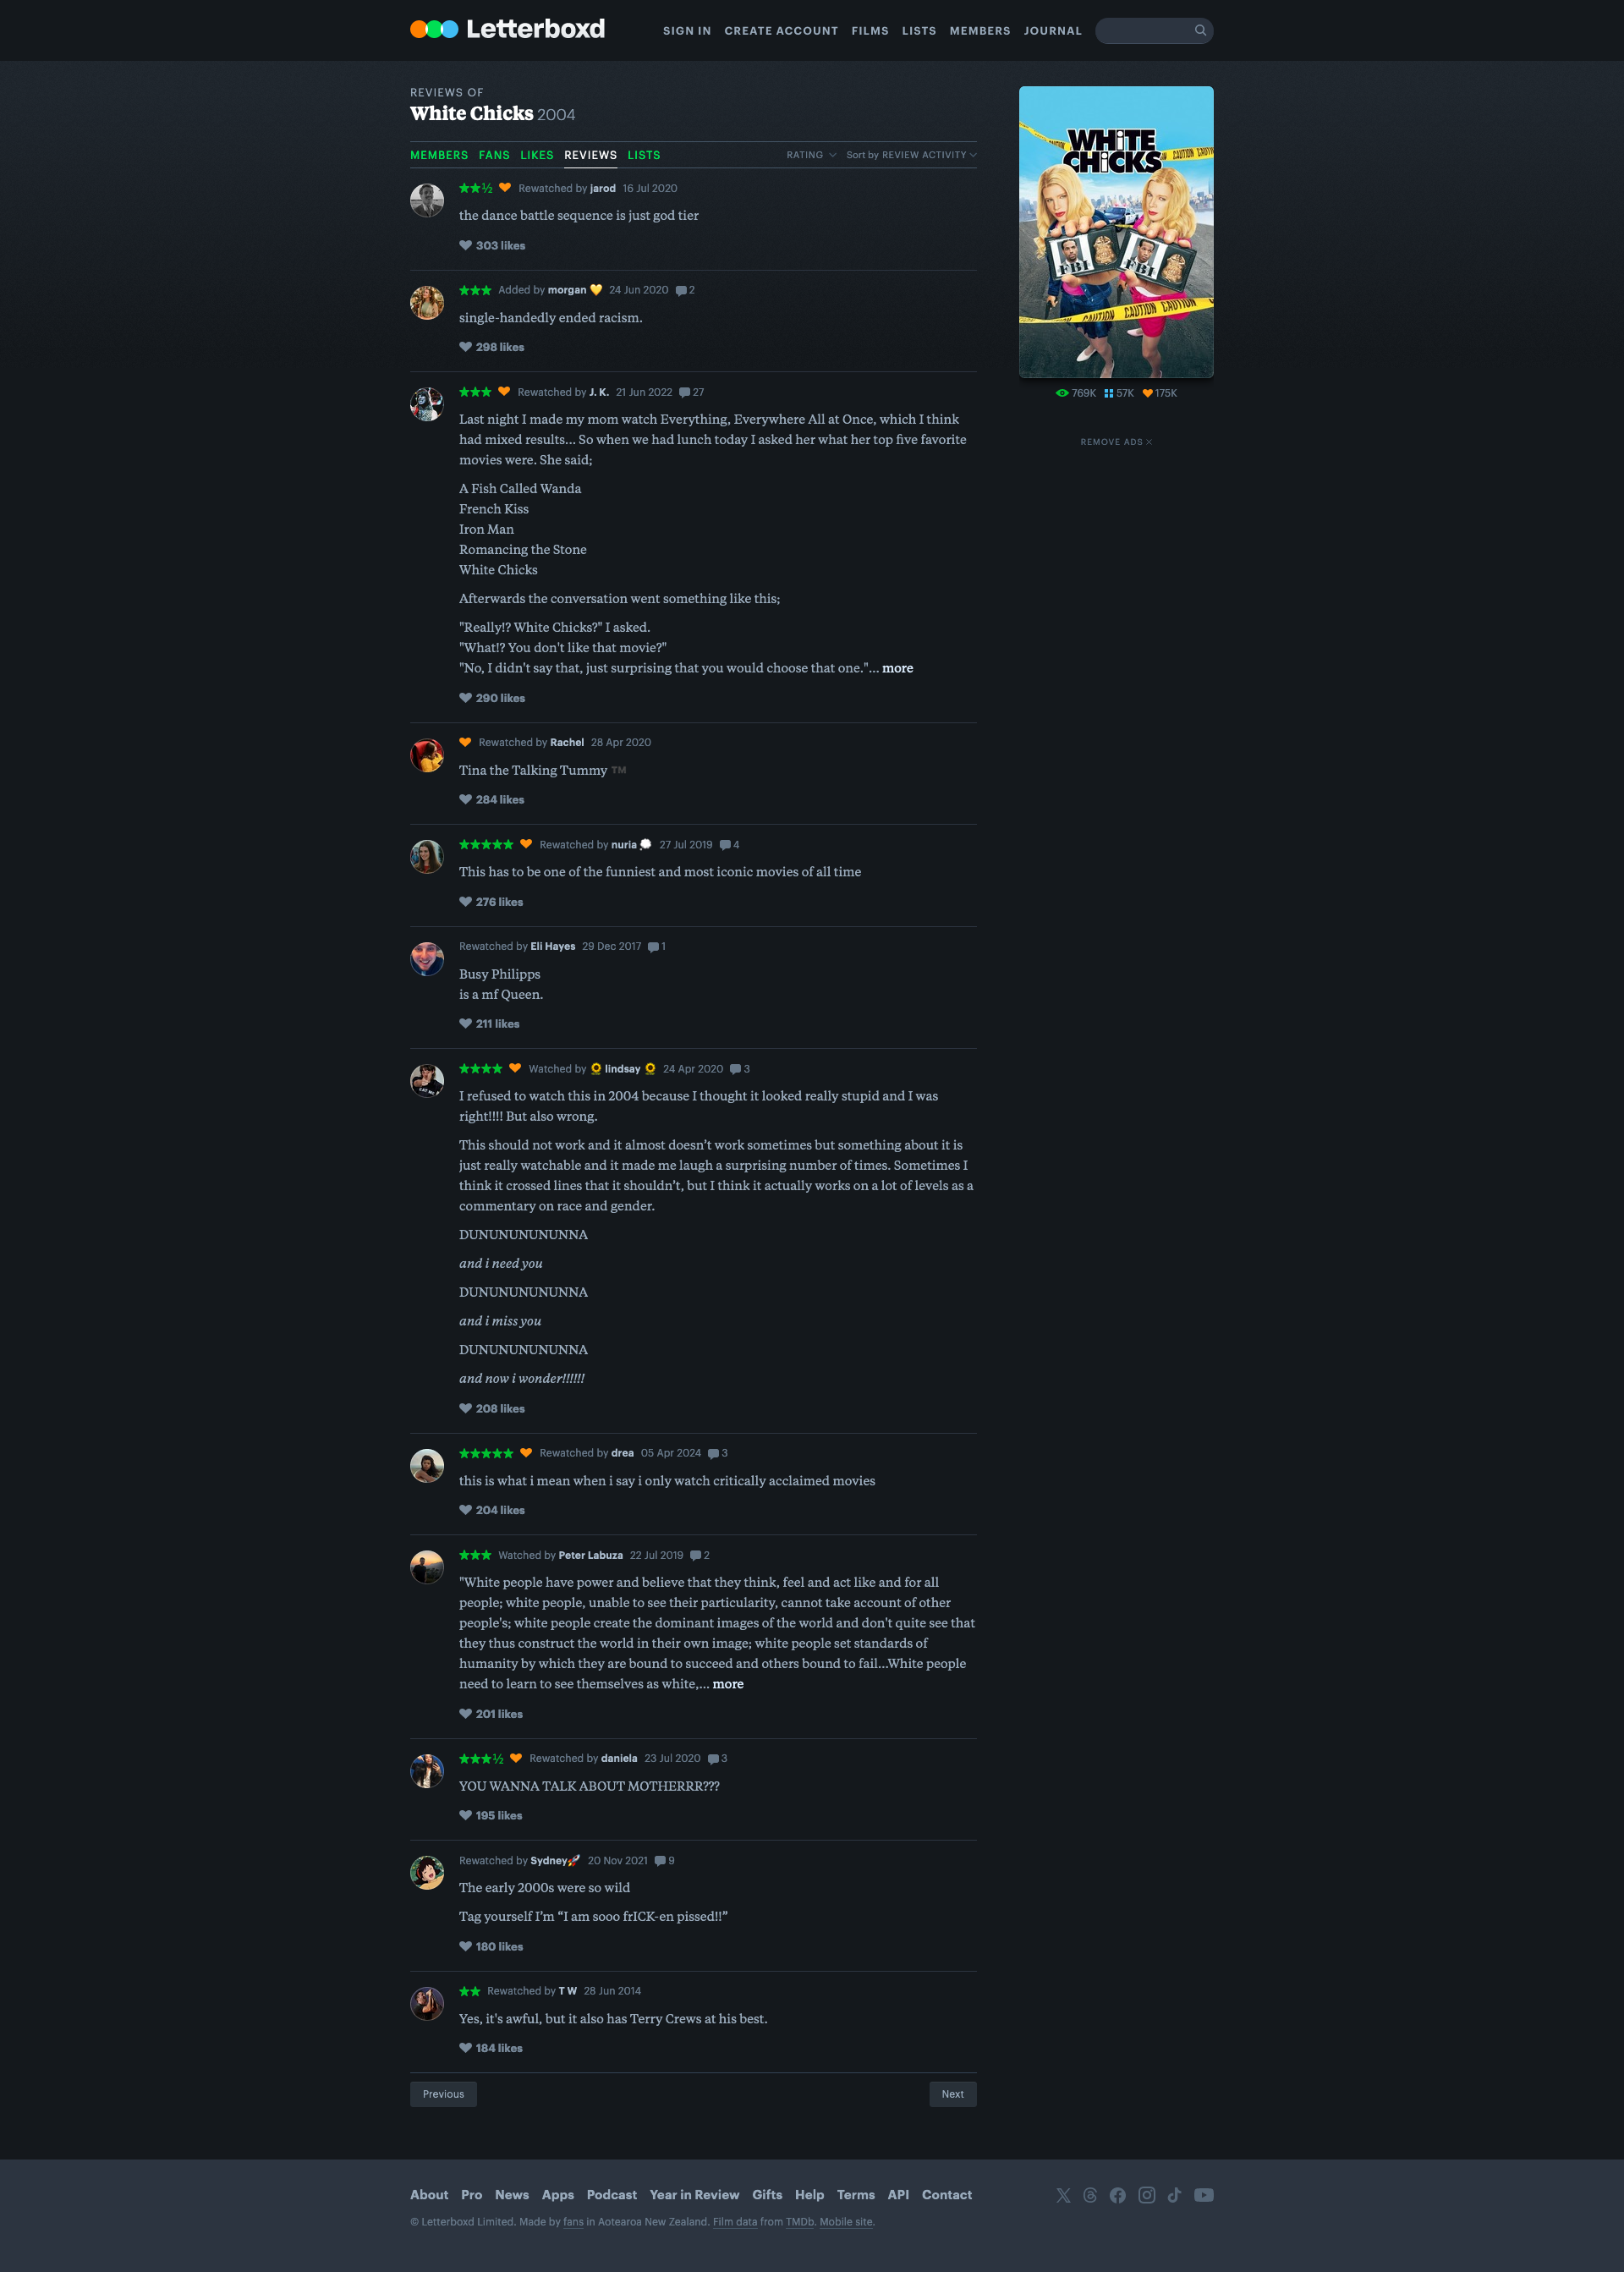 Letterboxd
SIGN IN CREATE ACCOUNT FILMS LISTS MEMBERS JOURNAL
REVIEWS OF
White Chicks 2004
MEMBERS FANS LIKES REVIEWS LISTS RATING Sort by REVIEW ACTIVITY
★★½ Rewatched by jarod 16 Jul 2020
the dance battle sequence is just god tier
303 likes
★★★ Added by morgan 💛 24 Jun 2020 2
single-handedly ended racism.
298 likes
★★★ Rewatched by J. K. 21 Jun 2022 27
Last night I made my mom watch Everything, Everywhere All at Once, which I think
had mixed results... So when we had lunch today I asked her what her top five favorite
movies were. She said;
A Fish Called Wanda
French Kiss
Iron Man
Romancing the Stone
White Chicks
Afterwards the conversation went something like this;
"Really!? White Chicks?" I asked.
"What!? You don't like that movie?"
"No, I didn't say that, just surprising that you would choose that one."... more
290 likes
Rewatched by Rachel 28 Apr 2020
Tina the Talking Tummy ™️
284 likes
★★★★★ Rewatched by nuria 💭 27 Jul 2019 4
This has to be one of the funniest and most iconic movies of all time
276 likes
Rewatched by Eli Hayes 29 Dec 2017 1
Busy Philipps
is a mf Queen.
211 likes
★★★★ Watched by 🌻 lindsay 🌻 24 Apr 2020 3
I refused to watch this in 2004 because I thought it looked really stupid and I was
right!!!! But also wrong.
This should not work and it almost doesn’t work sometimes but something about it is
just really watchable and it made me laugh a surprising number of times. Sometimes I
think it crossed lines that it shouldn’t, but I think it actually works on a lot of levels as a
commentary on race and gender.
DUNUNUNUNUNNA
and i need you
DUNUNUNUNUNNA
and i miss you
DUNUNUNUNUNNA
and now i wonder!!!!!!
208 likes
★★★★★ Rewatched by drea 05 Apr 2024 3
this is what i mean when i say i only watch critically acclaimed movies
204 likes
★★★ Watched by Peter Labuza 22 Jul 2019 2
"White people have power and believe that they think, feel and act like and for all
people; white people, unable to see their particularity, cannot take account of other
people's; white people create the dominant images of the world and don't quite see that
they thus construct the world in their own image; white people set standards of
humanity by which they are bound to succeed and others bound to fail...White people
need to learn to see themselves as white,... more
201 likes
★★★½ Rewatched by daniela 23 Jul 2020 3
YOU WANNA TALK ABOUT MOTHERRR???
195 likes
Rewatched by Sydney🚀 20 Nov 2021 9
The early 2000s were so wild
Tag yourself I’m “I am sooo frICK-en pissed!!”
180 likes
★★ Rewatched by T W 28 Jun 2014
Yes, it's awful, but it also has Terry Crews at his best.
184 likes
Previous Next
WHiTE
CHiCKS
CAUTION
FBI FBI
CAUTION CAUTION CAUTION
769K 57K 175K
REMOVE ADS
About Pro News Apps Podcast Year in Review Gifts Help Terms API Contact
© Letterboxd Limited. Made by fans in Aotearoa New Zealand. Film data from TMDb. Mobile site.